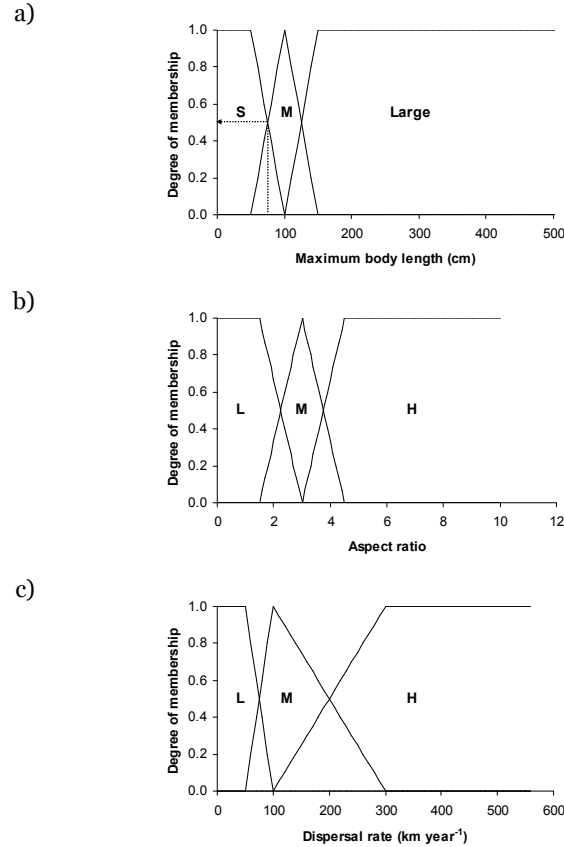 a)
Degree of membership
1.0
0.8
0.6
0.4
0.2
0.0
S
M
Large
0 100 200 300 400 500
Maximum body length (cm)
b)
Degree of membership
1.0
0.8
0.6
0.4
0.2
0.0
L
M
H
0 2 4 6 8 10 12
Aspect ratio
c)
Degree of membership
1.0
0.8
0.6
0.4
0.2
0.0
L
M
H
0 100 200 300 400 500 600
Dispersal rate (km year⁻¹)